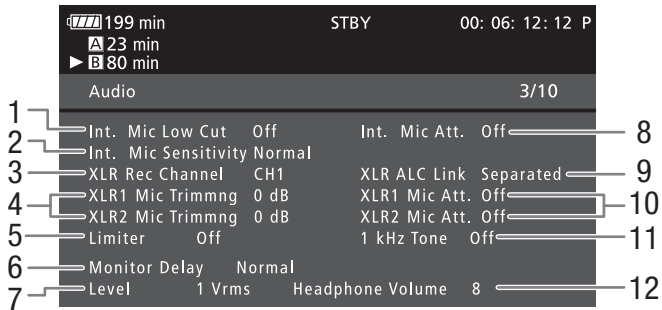 199 min STBY 00: 06: 12: 12 P
A 23 min
B 80 min
Audio 3/10
1 Int. Mic Low Cut Off Int. Mic Att. Off 8
2 Int. Mic Sensitivity Normal
3 XLR Rec Channel CH1 XLR ALC Link Separated 9
4 XLR1 Mic Trimmng 0 dB XLR1 Mic Att. Off 10
XLR2 Mic Trimmng 0 dB XLR2 Mic Att. Off
5 Limiter Off 1 kHz Tone Off 11
6 Monitor Delay Normal
7 Level 1 Vrms Headphone Volume 8 12